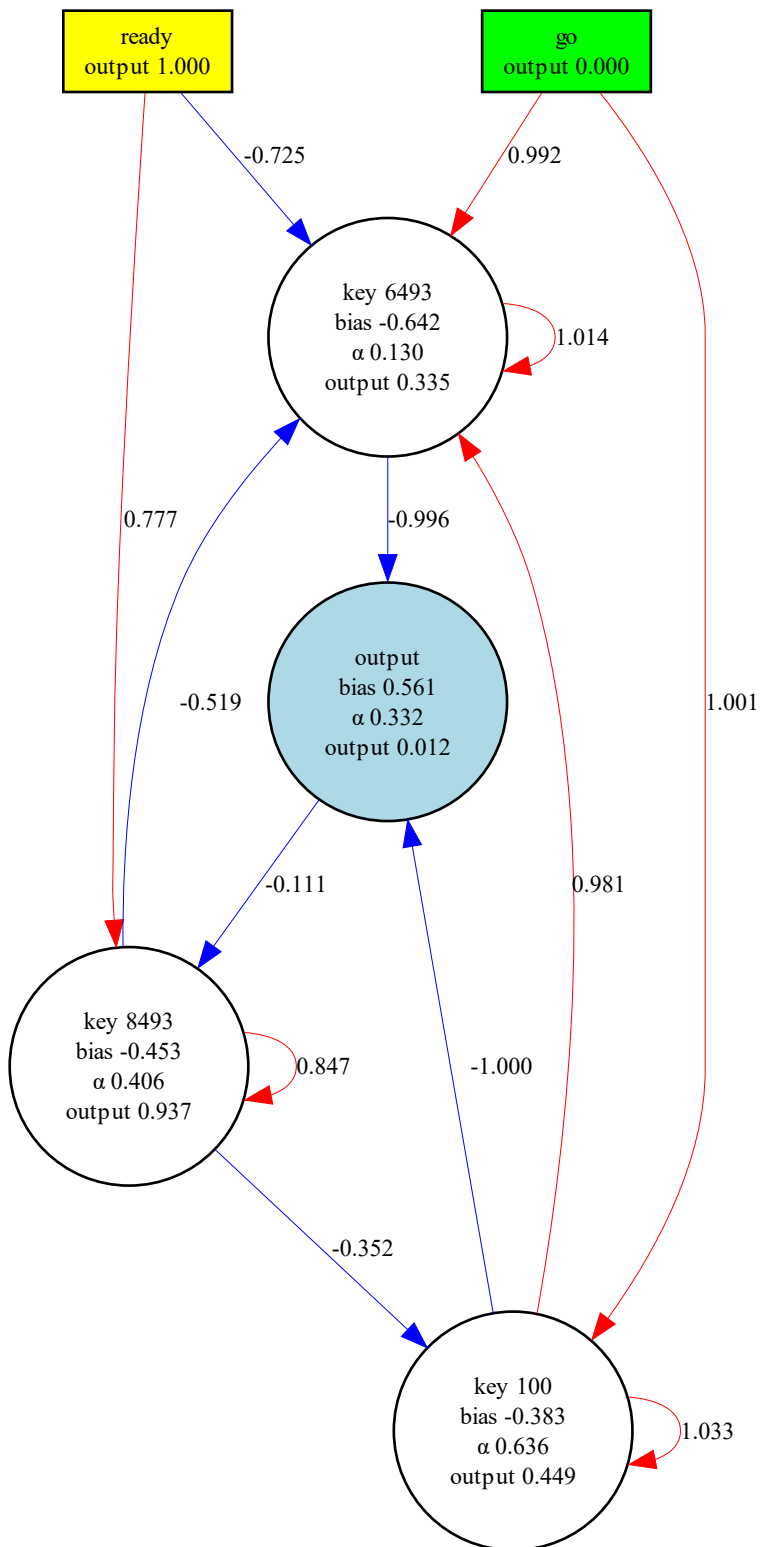 ready
output 1.000
go
output 0.000
-0.725
0.992
key 6493
bias -0.642
α 0.130
output 0.335
1.014
0.777
-0.996
-0.519
output
bias 0.561
α 0.332
output 0.012
1.001
-0.111
0.981
key 8493
bias -0.453
α 0.406
output 0.937
0.847
-1.000
-0.352
key 100
bias -0.383
α 0.636
output 0.449
1.033